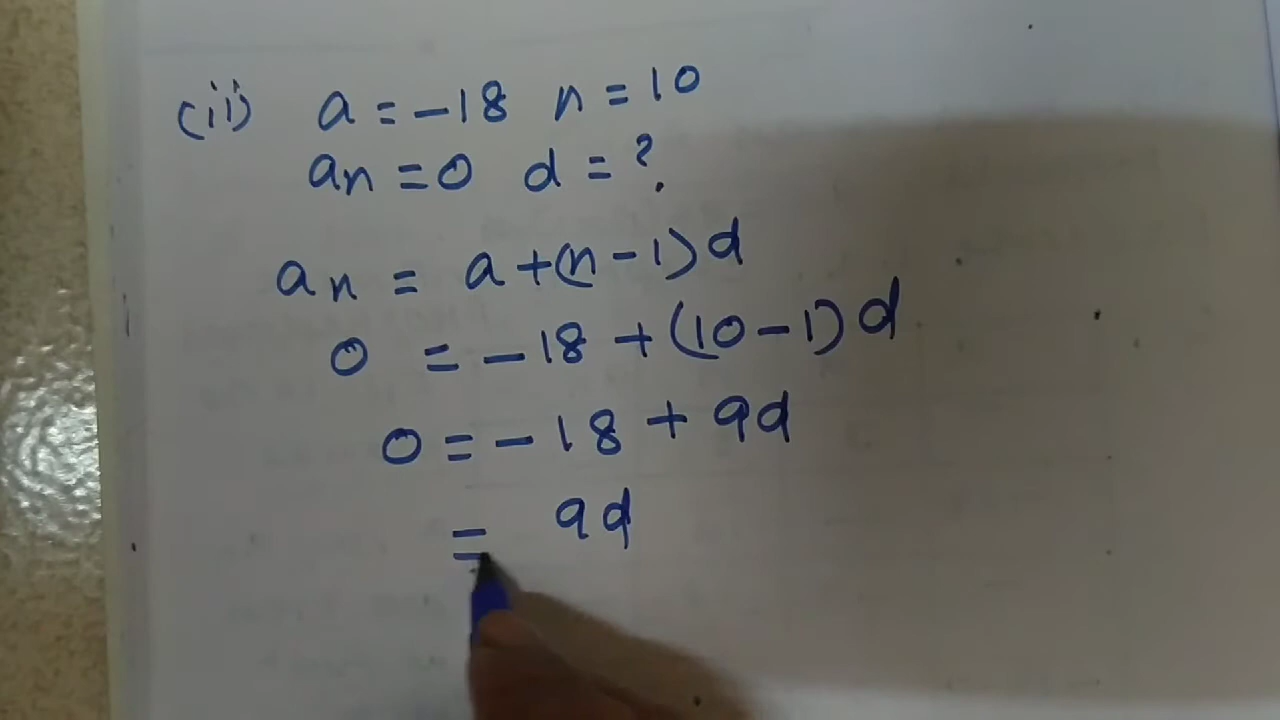 (ii) a = -18 n = 10
an = 0 d = ?
an = a + (n - 1) d
0 = -18 + (10 - 1) d
0 = -18 + 9d
= 9d